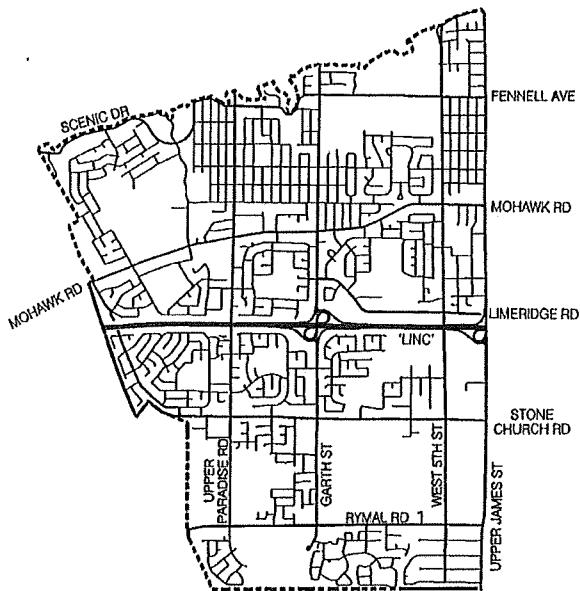 FENNELL AVE
SCENIC DR
MOHAWK RD
MOHAWK RD
LIMERIDGE RD
'LINC'
STONE
CHURCH RD
UPPER
PARADISE RD
GARTH ST
WEST 5TH ST
UPPER JAMES ST
RYMAL RD